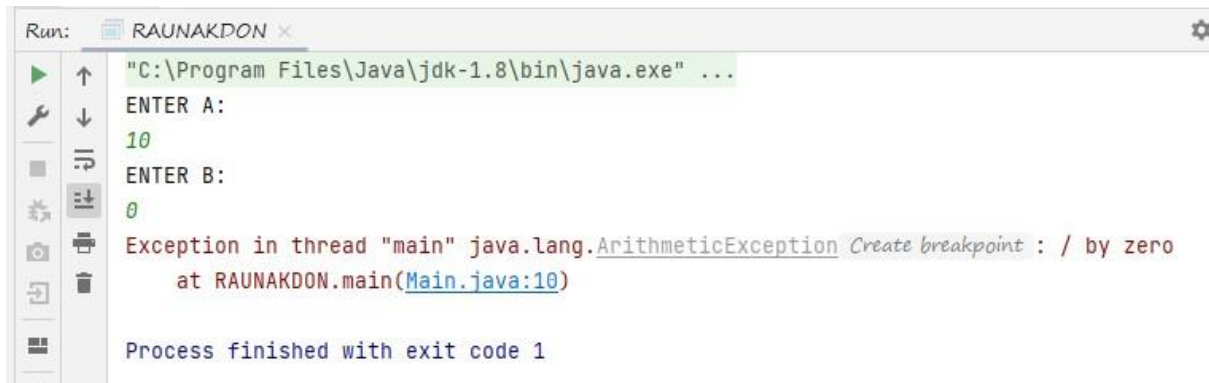 Run: RAUNAKDON
"C:\Program Files\Java\jdk-1.8\bin\java.exe" ...
ENTER A:
10
ENTER B:
0
Exception in thread "main" java.lang.ArithmeticException Create breakpoint : / by zero
at RAUNAKDON.main(Main.java:10)
Process finished with exit code 1